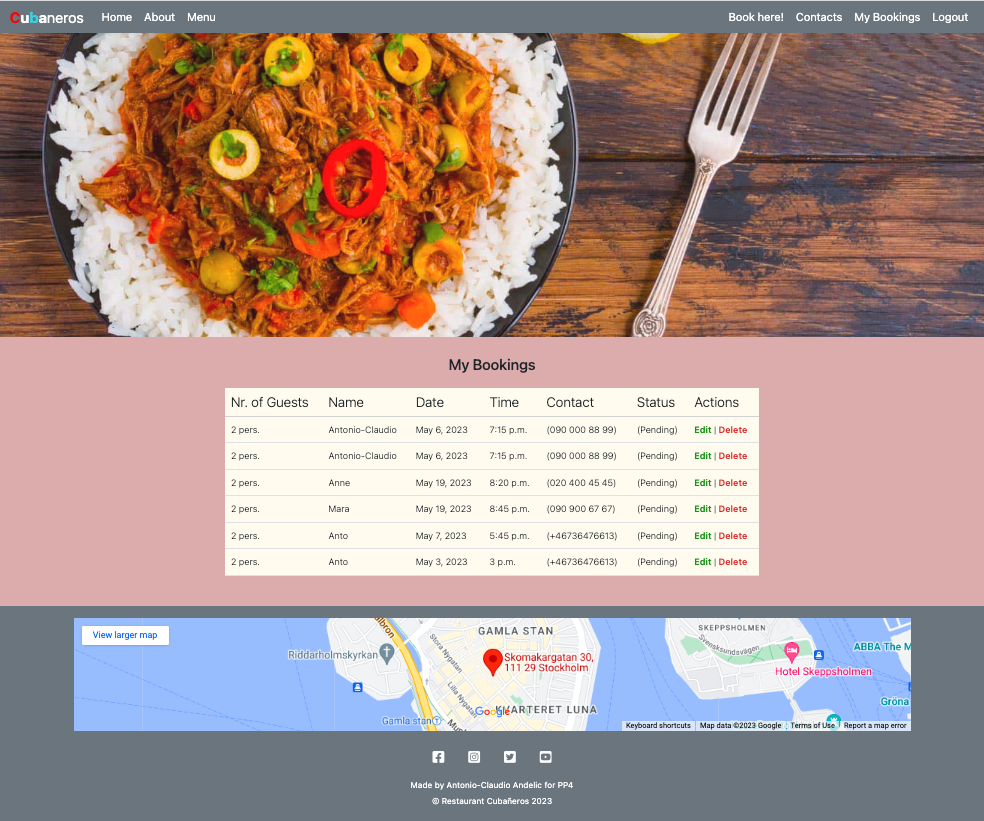 Cubaneros Home About Menu Book here! Contacts My Bookings Logout
My Bookings
Nr. of Guests Name Date Time Contact Status Actions
2 pers. Antonio-Claudio May 6, 2023 7:15 p.m. (090 000 88 99) (Pending) Edit | Delete
2 pers. Antonio-Claudio May 6, 2023 7:15 p.m. (090 000 88 99) (Pending) Edit | Delete
2 pers. Anne May 19, 2023 8:20 p.m. (020 400 45 45) (Pending) Edit | Delete
2 pers. Mara May 19, 2023 8:45 p.m. (090 900 67 67) (Pending) Edit | Delete
2 pers. Anto May 7, 2023 5:45 p.m. (+46736476613) (Pending) Edit | Delete
2 pers. Anto May 3, 2023 3 p.m. (+46736476613) (Pending) Edit | Delete
View larger map
GAMLA STAN
SKEPPSHOLMEN
Svensksundsvägen
ABBA The M
Riddarholmskyrkan
Stora Nygatan
Skomakargatan 30,
111 29 Stockholm
Hotel Skeppsholmen
Lilla Nygatan
Gröna
Google
KVARTERET LUNA
Gamla stan
Keyboard shortcuts Map data ©2023 Google Terms of Use Report a map error
Made by Antonio-Claudio Andelic for PP4
© Restaurant Cubañeros 2023